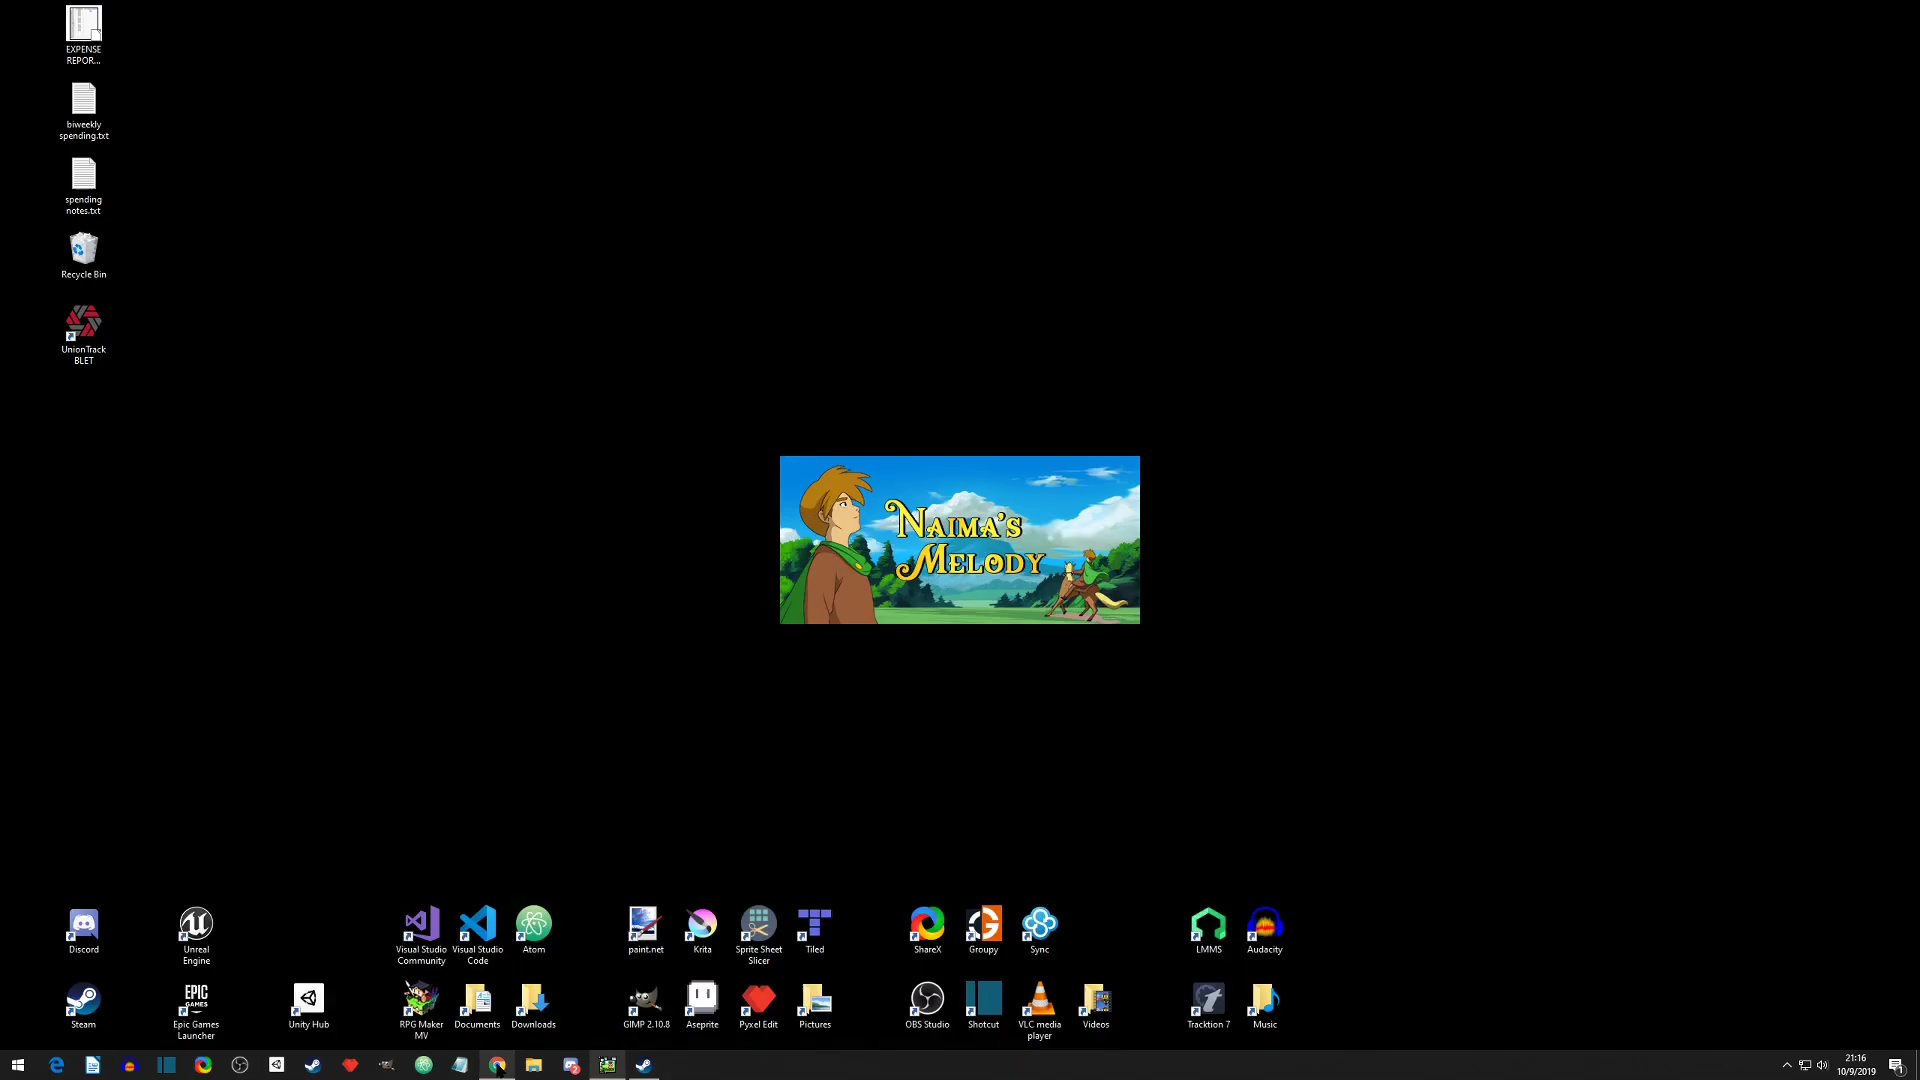 EXPENSE
REPOR...
biweekly
spending.txt
spending
notes.txt
Recycle Bin
UnionTrack
BLET
NAIMA'S
MELODY
Discord
Unreal
Engine
Visual Studio
Community
Visual Studio
Code
Atom
paint.net
Krita
Sprite Sheet
Slicer
Tiled
ShareX
Groupy
Sync
LMMS
Audacity
Steam
EPIC
GAMES
Epic Games
Launcher
Unity Hub
RPG Maker
MV
Documents
Downloads
GIMP 2.10.8
Aseprite
Pyxel Edit
Pictures
OBS Studio
Shotcut
VLC media
player
Videos
Tracktion 7
Music
2
21:16
10/9/2019
1